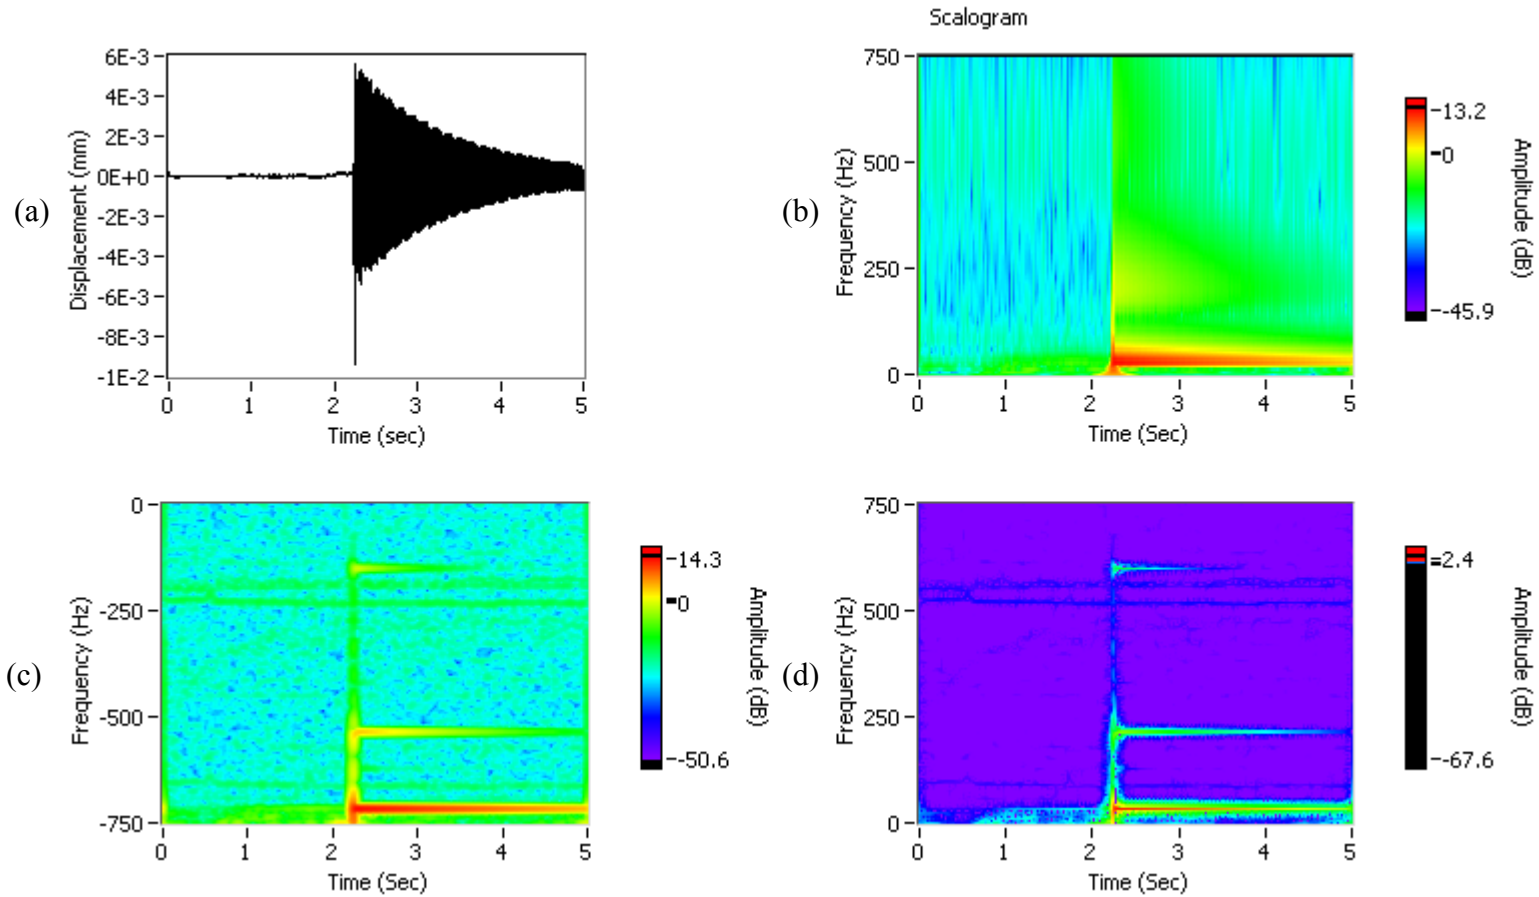 Scalogram
(a)
Displacement (mm)
6E-3
4E-3
2E-3
0E+0
-2E-3
-4E-3
-6E-3
-8E-3
-1E-2
0 1 2 3 4 5
Time (sec)
(b)
Frequency (Hz)
750
500
250
0
0 1 2 3 4 5
Time (Sec)
13.2
0
-45.9
Amplitude (dB)
(c)
Frequency (Hz)
0
-250
-500
-750
0 1 2 3 4 5
Time (Sec)
14.3
0
-50.6
Amplitude (dB)
(d)
Frequency (Hz)
750
500
250
0
0 1 2 3 4 5
Time (Sec)
2.4
-67.6
Amplitude (dB)